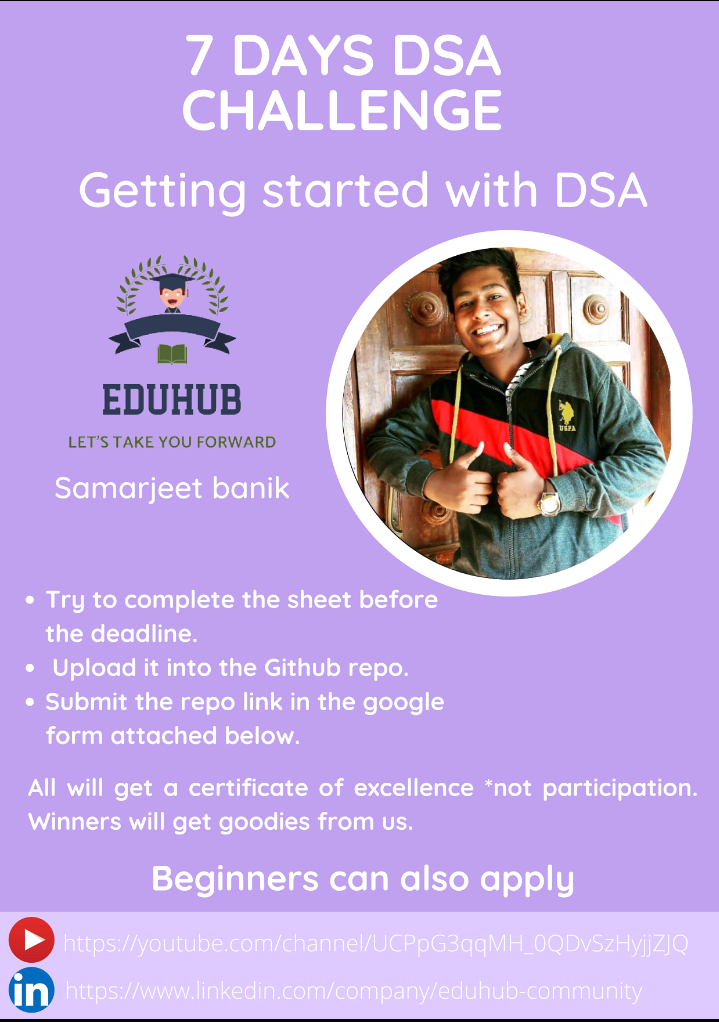 7 DAYS DSA
CHALLENGE
Getting started with DSA
EDUHUB
LET'S TAKE YOU FORWARD
Samarjeet banik
USPA
• Try to complete the sheet before
the deadline.
• Upload it into the Github repo.
• Submit the repo link in the google
form attached below.
All will get a certificate of excellence *not participation.
Winners will get goodies from us.
Beginners can also apply
https://youtube.com/channel/UCPpG3qqMH_0QDvSzHyjjZJQ
in https://www.linkedin.com/company/eduhub-community